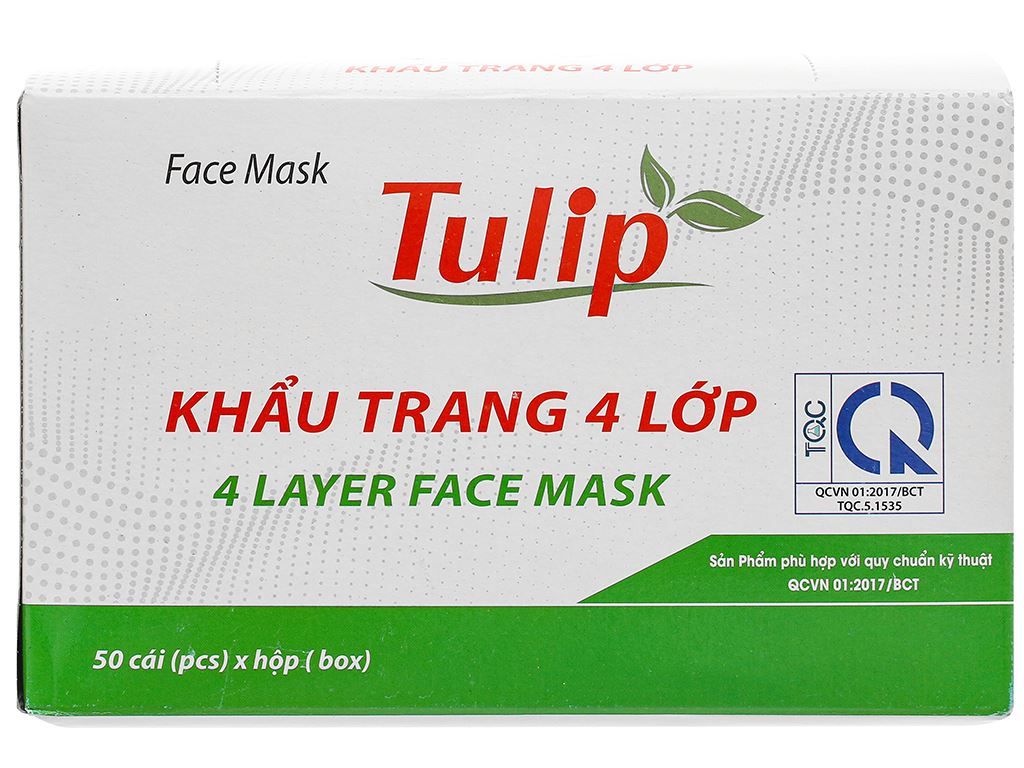 KHẨU TRANG 4 LỚP
Face Mask
Tulip
KHẨU TRANG 4 LỚP
4 LAYER FACE MASK
TQC
QCVN 01:2017/BCT
TQC.5.1535
Sản Phẩm phù hợp với quy chuẩn kỹ thuật
QCVN 01:2017/BCT
50 cái (pcs) x hộp ( box)